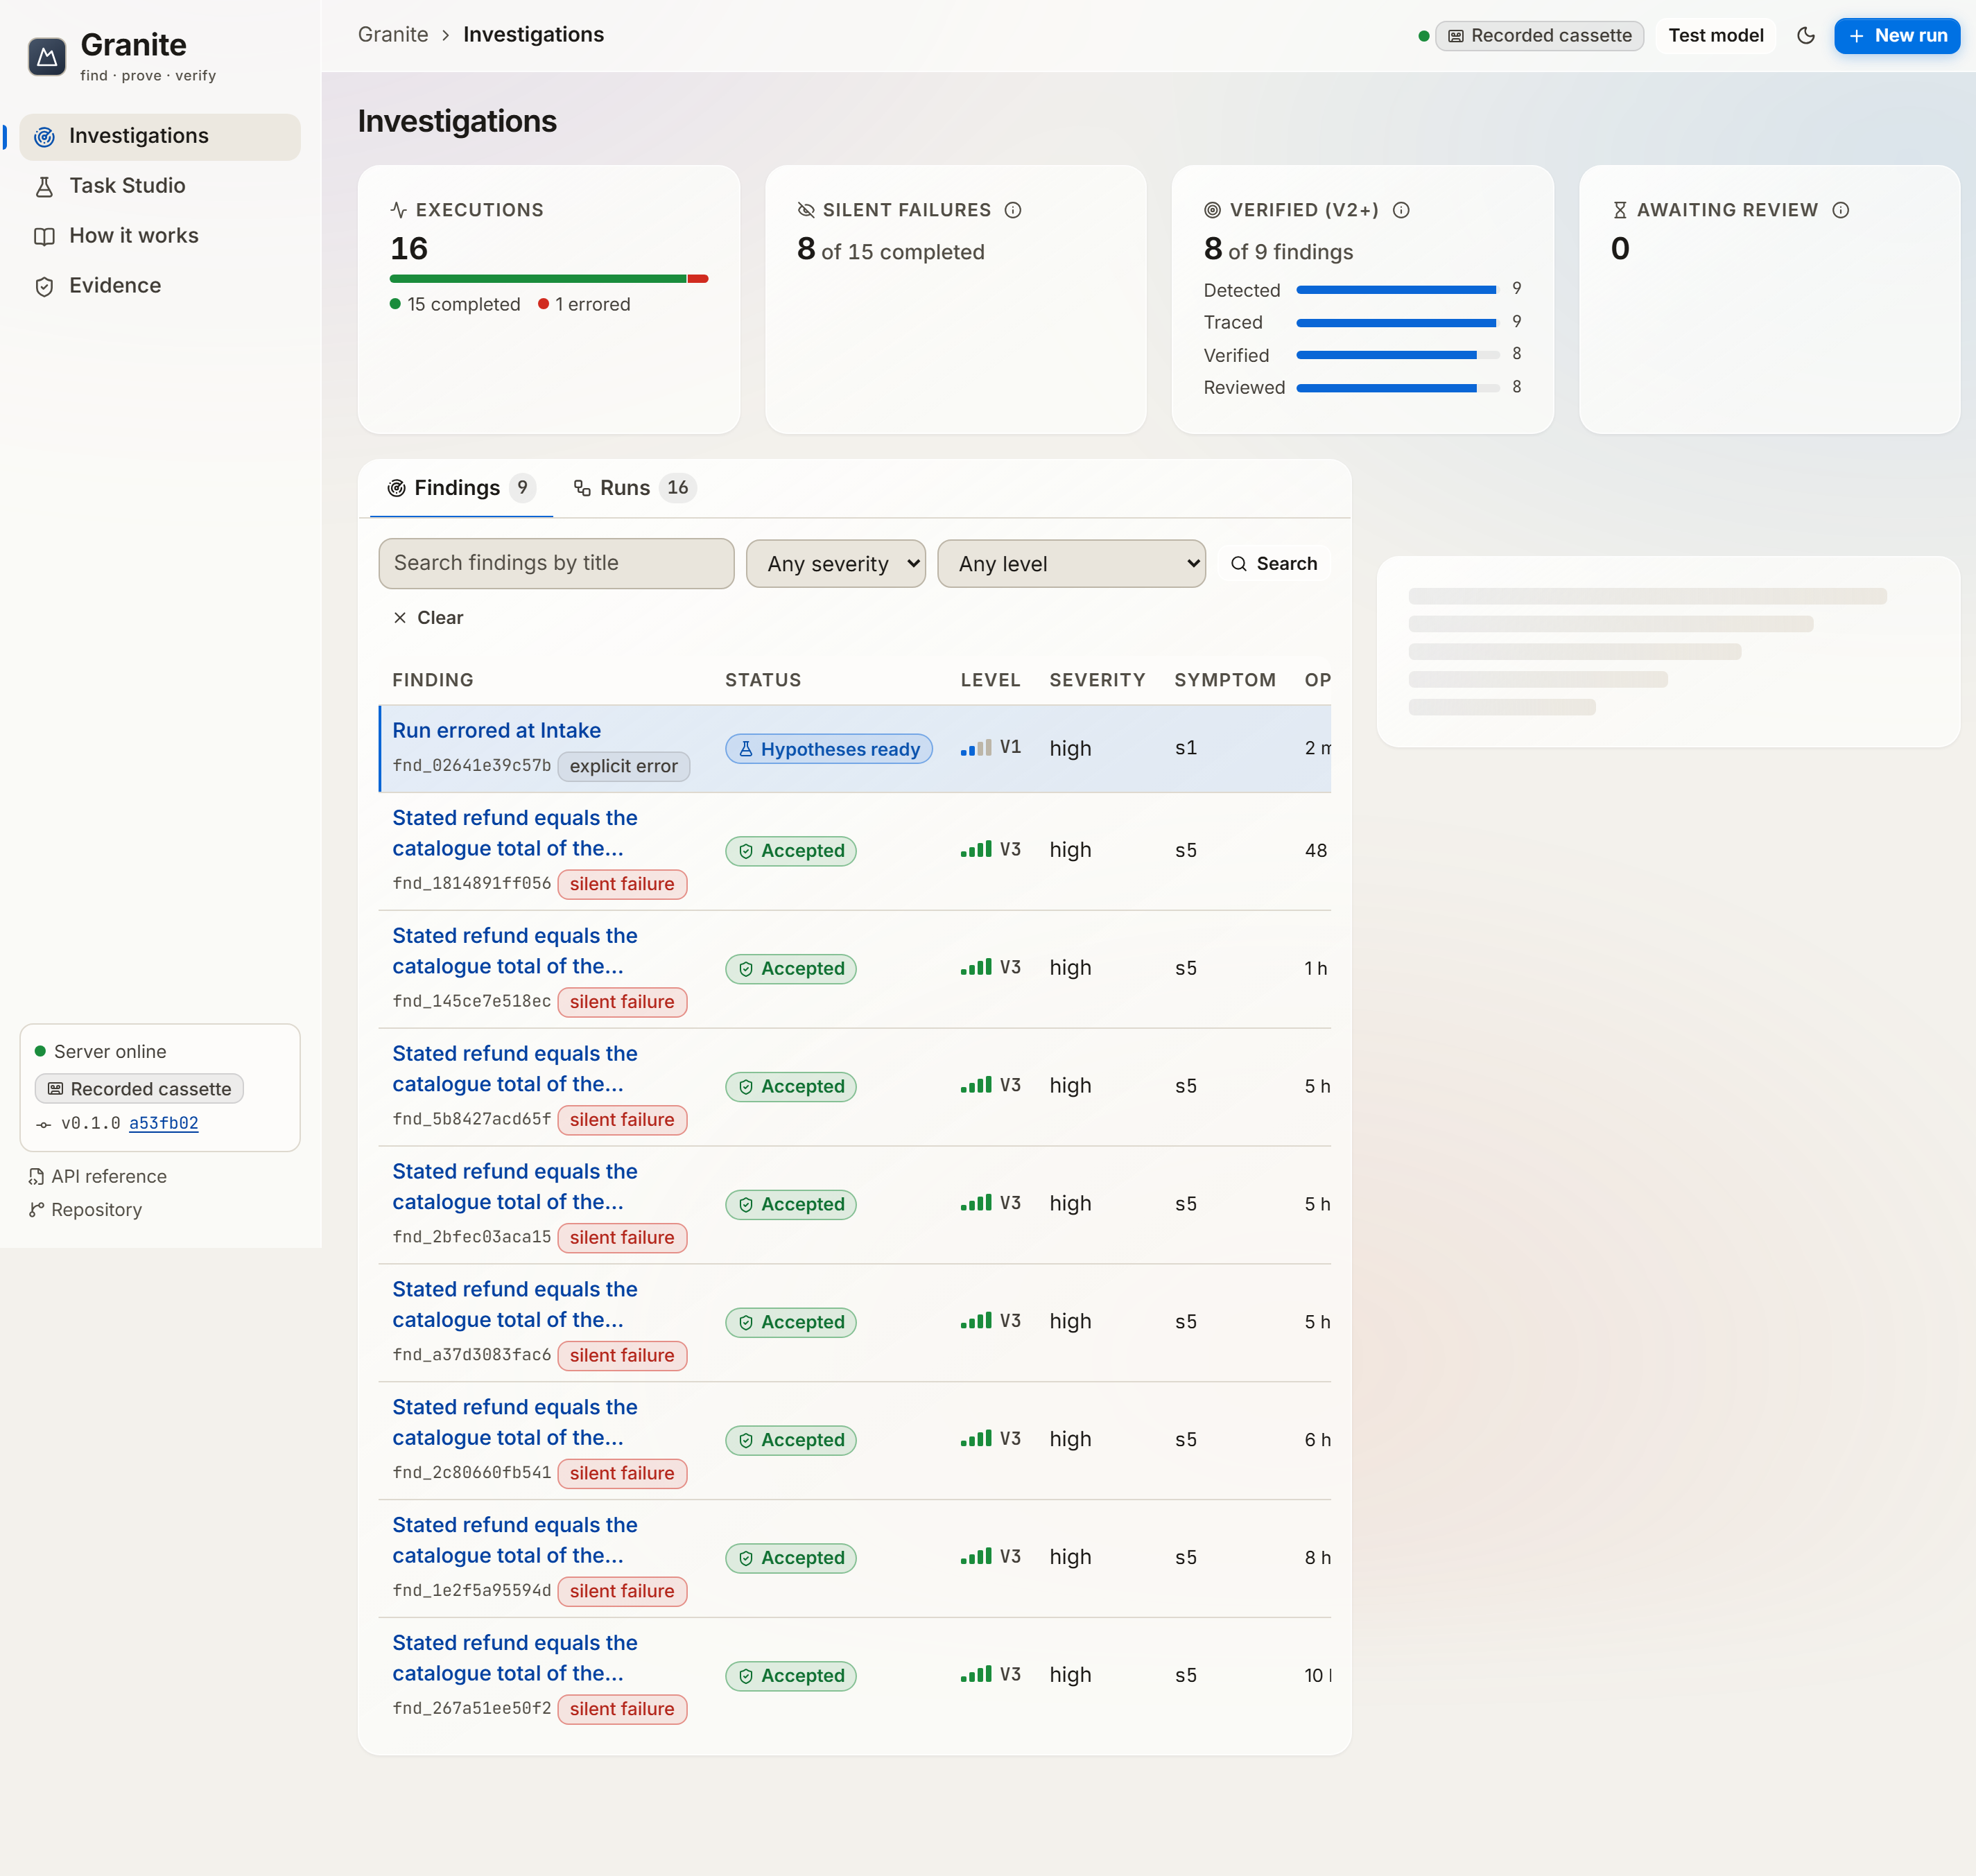 Granite
find · prove · verify
Investigations
Task Studio
How it works
Evidence
Server online
Recorded cassette
v0.1.0 a53fb02
API reference
Repository
Granite > Investigations
Recorded cassette
Test model
+ New run
Investigations
EXECUTIONS
16
15 completed 1 errored
SILENT FAILURES
8 of 15 completed
VERIFIED (V2+)
8 of 9 findings
Detected 9
Traced 9
Verified 8
Reviewed 8
AWAITING REVIEW
0
Findings 9 Runs 16
Search findings by title
Any severity
Any level
Search
Clear
FINDING STATUS LEVEL SEVERITY SYMPTOM OP
Run errored at Intake
fnd_02641e39c57b explicit error
Hypotheses ready V1 high s1 2 m
Stated refund equals the
catalogue total of the...
fnd_1814891ff056 silent failure
Accepted V3 high s5 48
Stated refund equals the
catalogue total of the...
fnd_145ce7e518ec silent failure
Accepted V3 high s5 1 h
Stated refund equals the
catalogue total of the...
fnd_5b8427acd65f silent failure
Accepted V3 high s5 5 h
Stated refund equals the
catalogue total of the...
fnd_2bfec03aca15 silent failure
Accepted V3 high s5 5 h
Stated refund equals the
catalogue total of the...
fnd_a37d3083fac6 silent failure
Accepted V3 high s5 5 h
Stated refund equals the
catalogue total of the...
fnd_2c80660fb541 silent failure
Accepted V3 high s5 6 h
Stated refund equals the
catalogue total of the...
fnd_1e2f5a95594d silent failure
Accepted V3 high s5 8 h
Stated refund equals the
catalogue total of the...
fnd_267a51ee50f2 silent failure
Accepted V3 high s5 10